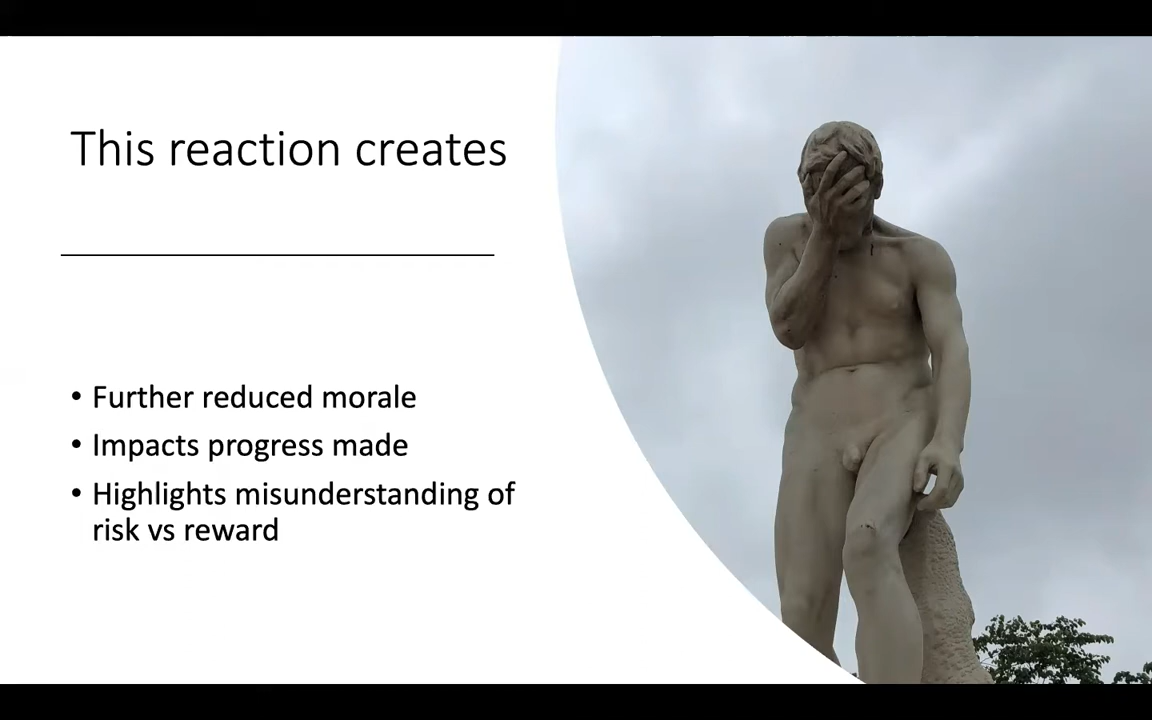 This reaction creates
• Further reduced morale
• Impacts progress made
• Highlights misunderstanding of
risk vs reward